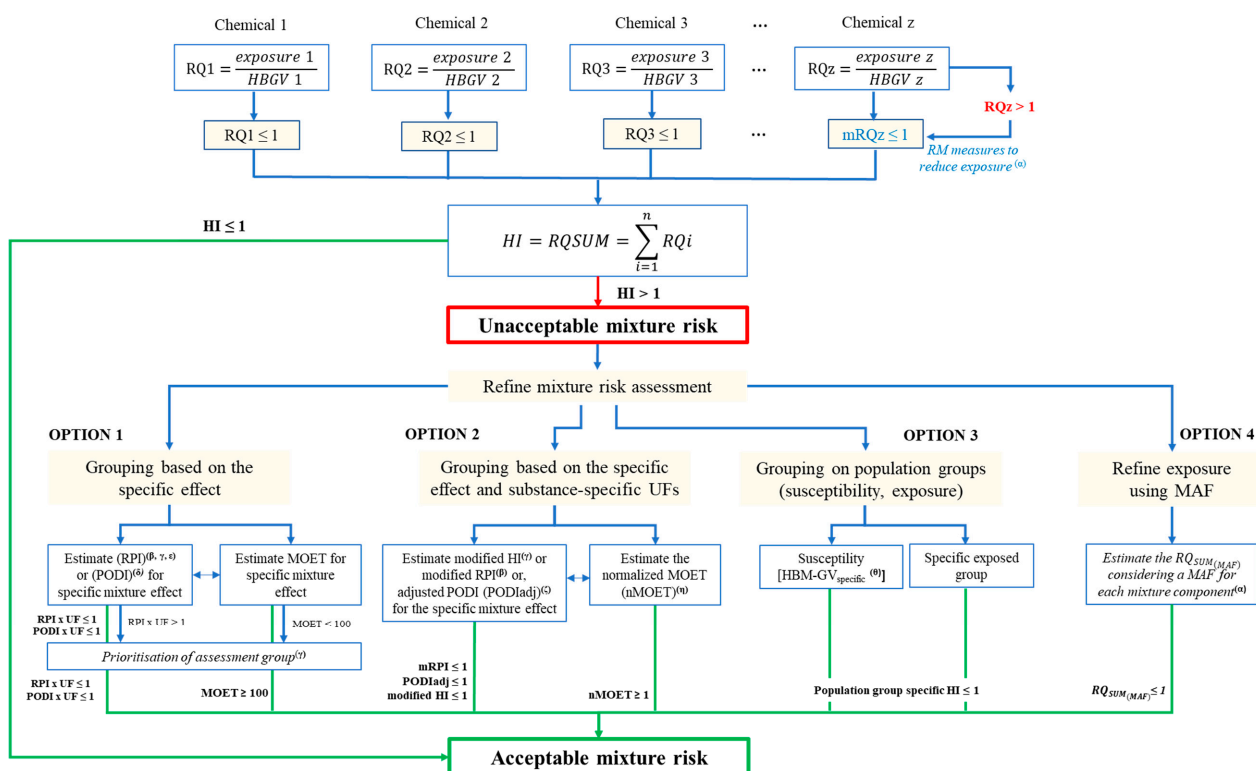 Chemical 1
Chemical 2
Chemical 3
...
Chemical z
RQ1 = exposure 1 / HBGV 1
RQ2 = exposure 2 / HBGV 2
RQ3 = exposure 3 / HBGV 3
...
RQz = exposure z / HBGV z
RQz > 1
RQ1 ≤ 1
RQ2 ≤ 1
RQ3 ≤ 1
...
mRQz ≤ 1
RM measures to
reduce exposure (α)
HI ≤ 1
HI = RQSUM = ∑ i=1 n RQi
HI > 1
Unacceptable mixture risk
Refine mixture risk assessment
OPTION 1
Grouping based on the
specific effect
Estimate (RPI)(β, γ, ε)
or (PODI)(δ) for
specific mixture effect
Estimate MOET for
specific mixture
effect
RPI x UF ≤ 1
PODI x UF ≤ 1
RPI x UF > 1
MOET < 100
Prioritisation of assessment group(γ)
RPI x UF ≤ 1
PODI x UF ≤ 1
MOET ≥ 100
OPTION 2
Grouping based on the specific
effect and substance-specific UFs
Estimate modified HI(γ) or
modified RPI(β) or,
adjusted PODI (PODIadj)(ζ)
for the specific mixture effect
Estimate the
normalized MOET
(nMOET)(η)
mRPI ≤ 1
PODIadj ≤ 1
modified HI ≤ 1
nMOET ≥ 1
OPTION 3
Grouping on population groups
(susceptibility, exposure)
Susceptility
[HBM-GVspecific (θ)]
Specific exposed
group
Population group specific HI ≤ 1
OPTION 4
Refine exposure
using MAF
Estimate the RQSUM(MAF)
considering a MAF for
each mixture component(α)
RQSUM(MAF) ≤ 1
Acceptable mixture risk